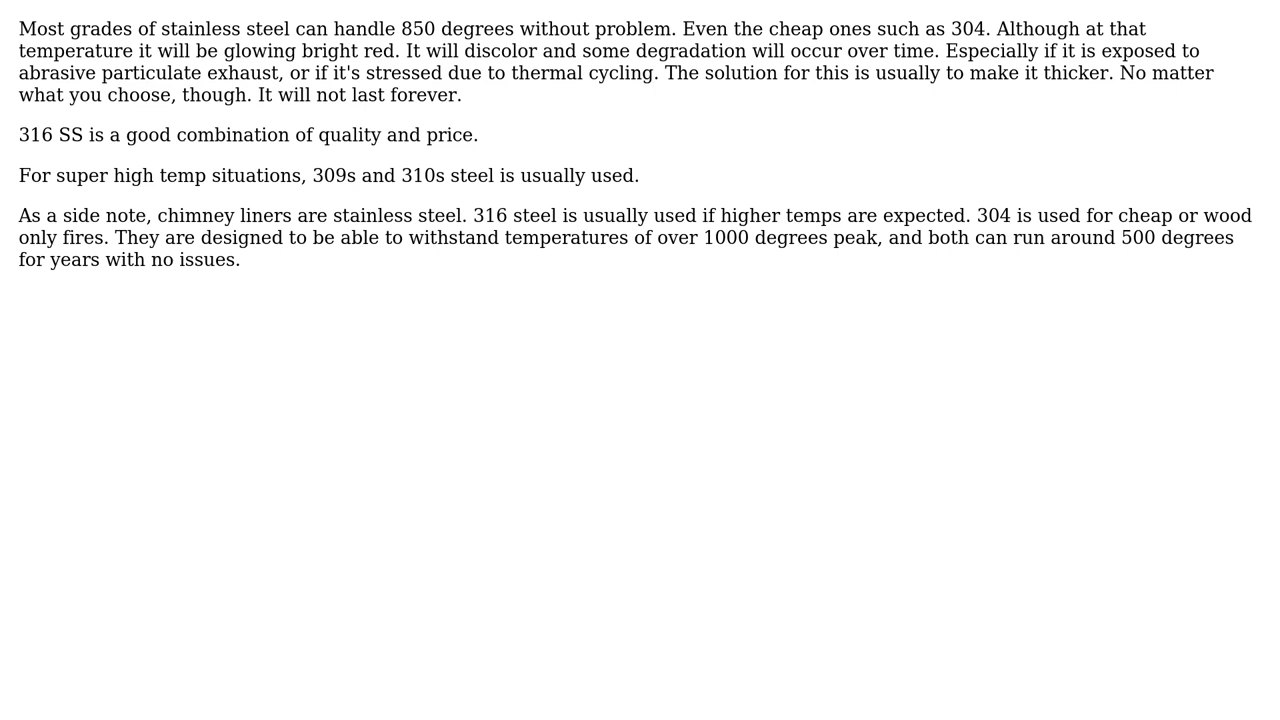 Most grades of stainless steel can handle 850 degrees without problem. Even the cheap ones such as 304. Although at that
temperature it will be glowing bright red. It will discolor and some degradation will occur over time. Especially if it is exposed to
abrasive particulate exhaust, or if it's stressed due to thermal cycling. The solution for this is usually to make it thicker. No matter
what you choose, though. It will not last forever.
316 SS is a good combination of quality and price.
For super high temp situations, 309s and 310s steel is usually used.
As a side note, chimney liners are stainless steel. 316 steel is usually used if higher temps are expected. 304 is used for cheap or wood
only fires. They are designed to be able to withstand temperatures of over 1000 degrees peak, and both can run around 500 degrees
for years with no issues.